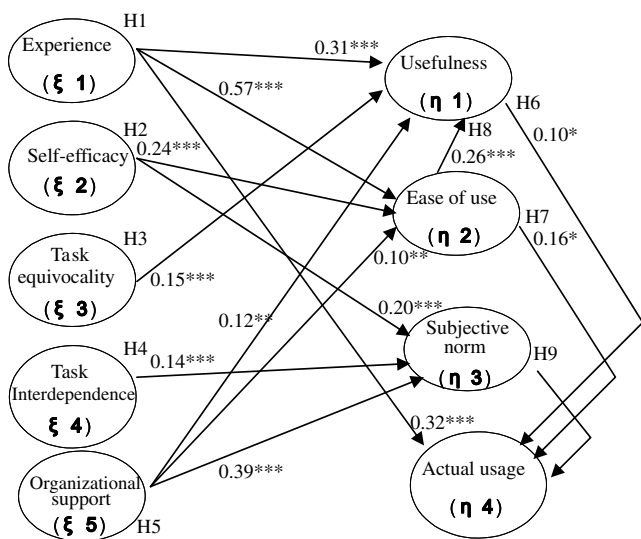 H1
Experience
(ξ 1)
0.31***
Usefulness
(η 1)
H6
0.57***
H2
0.24***
Self-efficacy
(ξ 2)
H8
0.10*
0.26***
Ease of use
(η 2)
H7
0.16*
H3
Task
equivocality
(ξ 3)
0.15***
0.10**
0.12**
0.20***
Subjective
norm
(η 3)
H9
H4
0.14***
Task
Interdependence
ξ 4)
0.32***
0.39***
Organizational
support
(ξ 5)
H5
Actual usage
(η 4)